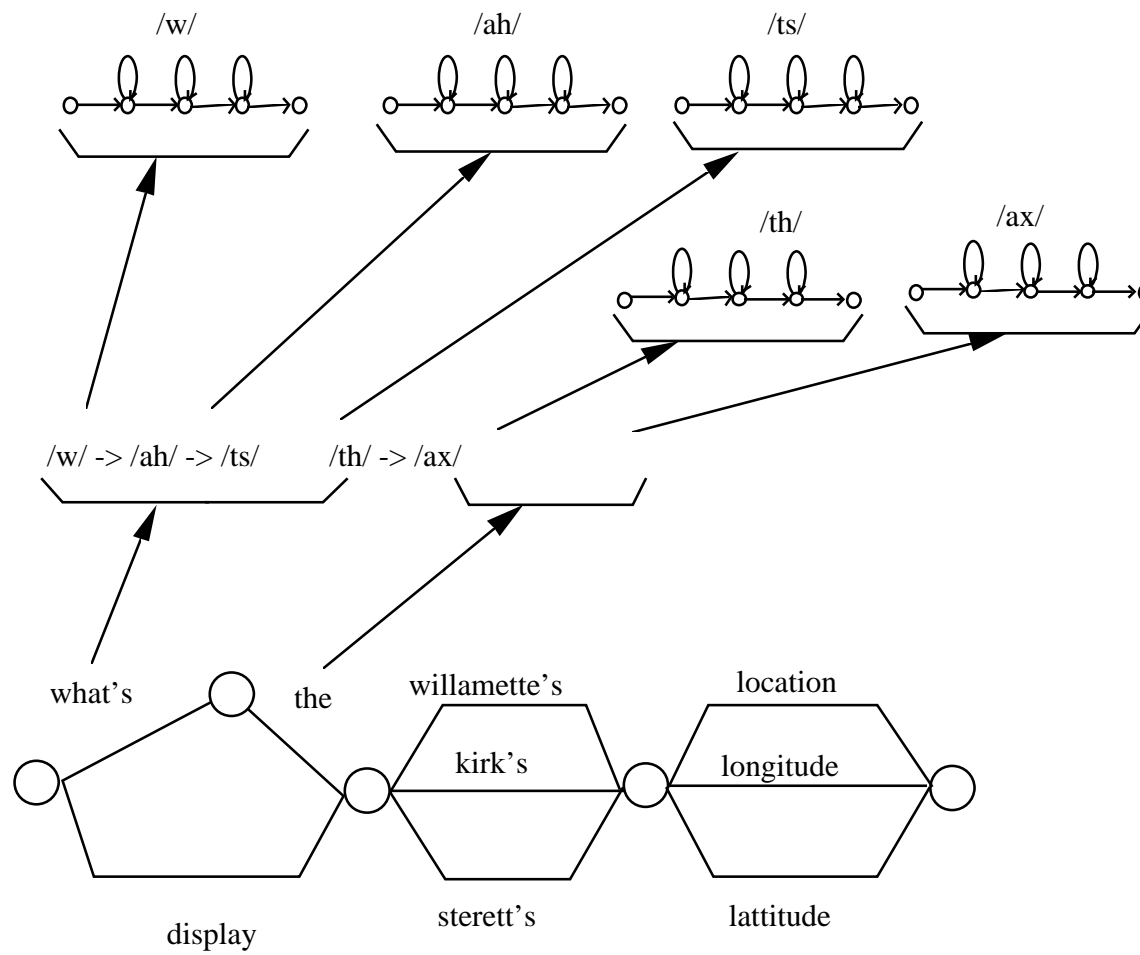 /w/ /ah/ /ts/
/th/ /ax/
/w/ -> /ah/ -> /ts/ /th/ -> /ax/
what's the willamette's location
kirk's longitude
sterett's lattitude
display